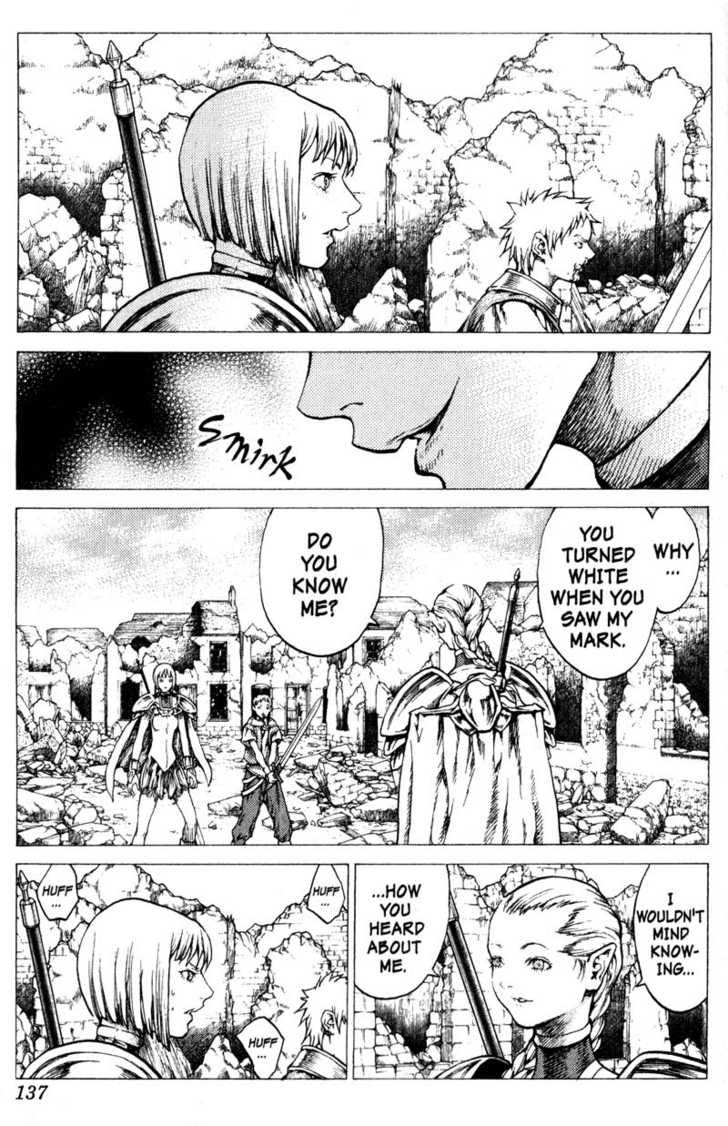 Smirk
WHY
...
YOU
TURNED
WHITE
WHEN YOU
SAW MY
MARK.
DO
YOU
KNOW
ME?
I
WOULDN'T
MIND
KNOW-
ING...
...HOW
YOU
HEARD
ABOUT
ME.
HUFF
...
HUFF
...
HUFF
...
137